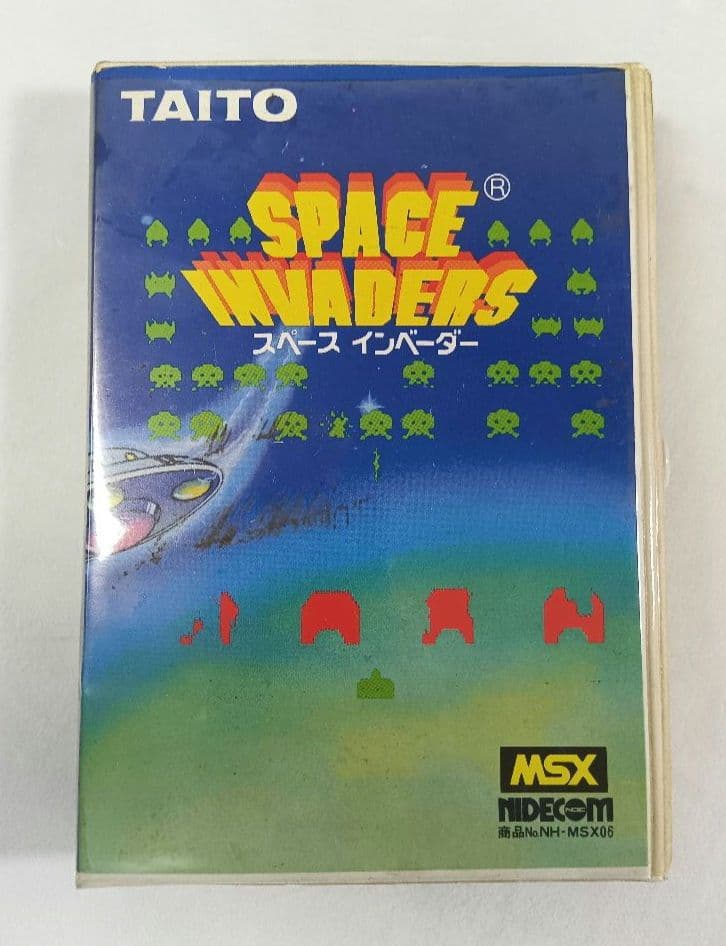 TAITO
SPACE ®
INVADERS
スペース インベーダー
MSX
NIDECOM
商品No.NH-MSX06